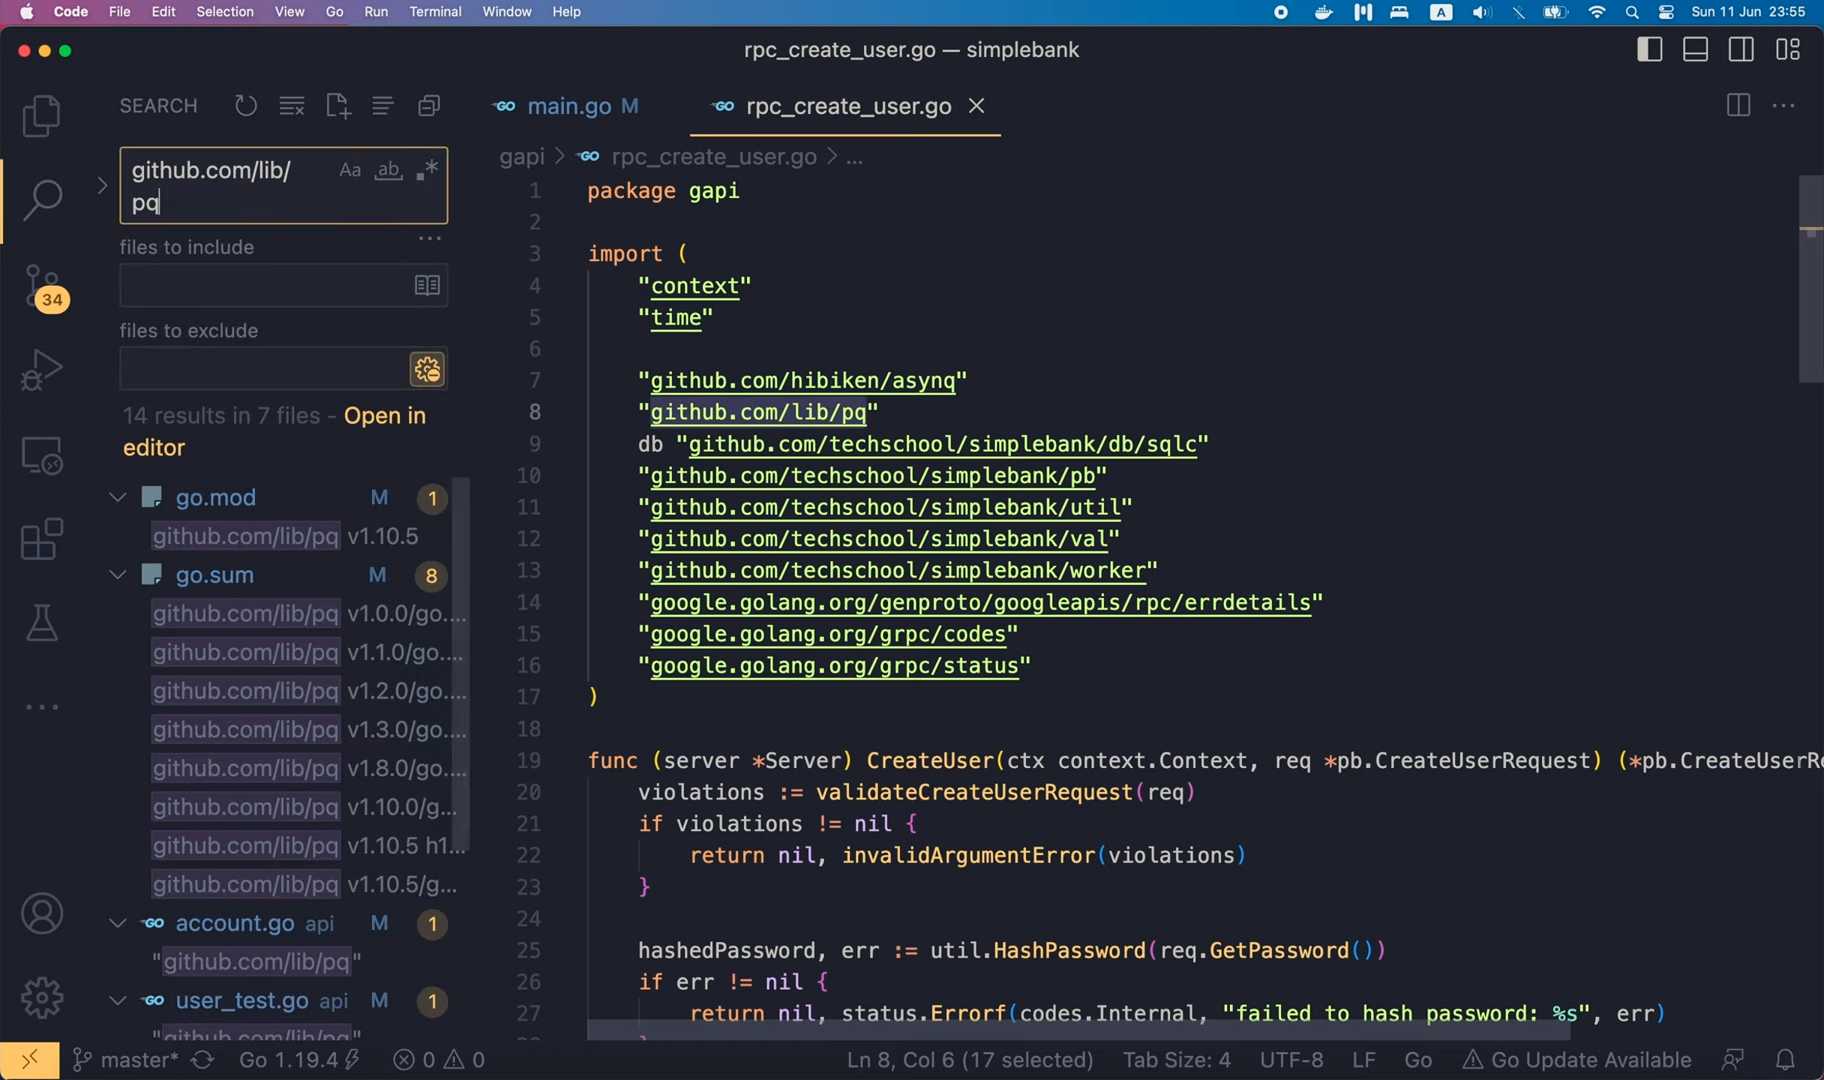 Code File Edit Selection View Go Run Terminal Window Help A Sun 11 Jun 23:55
rpc_create_user.go — simplebank
SEARCH
github.com/lib/
pq
Aa ab .*
files to include
...
files to exclude
14 results in 7 files - Open in
editor
go.mod M 1
github.com/lib/pq v1.10.5
go.sum M 8
github.com/lib/pq v1.0.0/go....
github.com/lib/pq v1.1.0/go....
github.com/lib/pq v1.2.0/go....
github.com/lib/pq v1.3.0/go....
github.com/lib/pq v1.8.0/go....
github.com/lib/pq v1.10.0/g...
github.com/lib/pq v1.10.5 h1...
github.com/lib/pq v1.10.5/g...
account.go api M 1
"github.com/lib/pq"
user_test.go api M 1
"github.com/lib/pq"
34
main.go M
rpc_create_user.go
gapi > rpc_create_user.go > ...
1 package gapi
2
3 import (
4 "context"
5 "time"
6
7 "github.com/hibiken/asynq"
8 "github.com/lib/pq"
9 db "github.com/techschool/simplebank/db/sqlc"
10 "github.com/techschool/simplebank/pb"
11 "github.com/techschool/simplebank/util"
12 "github.com/techschool/simplebank/val"
13 "github.com/techschool/simplebank/worker"
14 "google.golang.org/genproto/googleapis/rpc/errdetails"
15 "google.golang.org/grpc/codes"
16 "google.golang.org/grpc/status"
17 )
18
19 func (server *Server) CreateUser(ctx context.Context, req *pb.CreateUserRequest) (*pb.CreateUserRe
20 violations := validateCreateUserRequest(req)
21 if violations != nil {
22 return nil, invalidArgumentError(violations)
23 }
24
25 hashedPassword, err := util.HashPassword(req.GetPassword())
26 if err != nil {
27 return nil, status.Errorf(codes.Internal, "failed to hash password: %s", err)
master* Go 1.19.4 0 0 Ln 8, Col 6 (17 selected) Tab Size: 4 UTF-8 LF Go Go Update Available